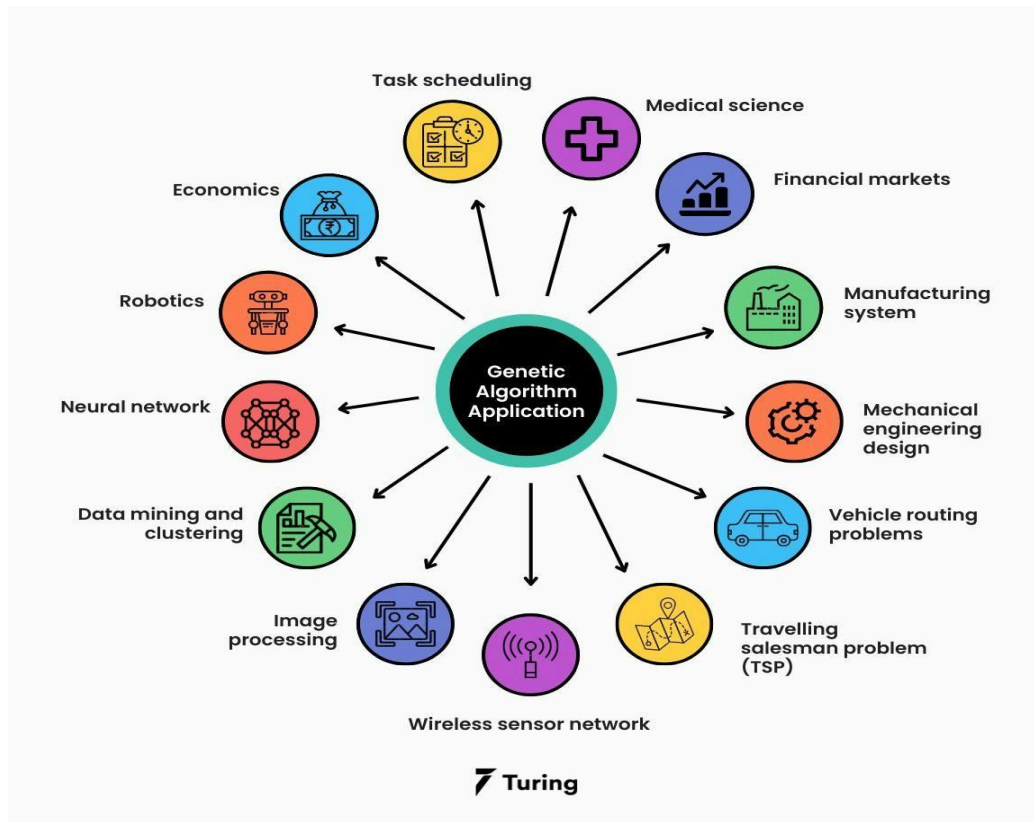 Task scheduling
Medical science
Financial markets
Economics
Robotics
Manufacturing
system
Genetic
Algorithm
Application
Neural network
Mechanical
engineering
design
Data mining and
clustering
Vehicle routing
problems
Image
processing
Travelling
salesman problem
(TSP)
Wireless sensor network
Turing